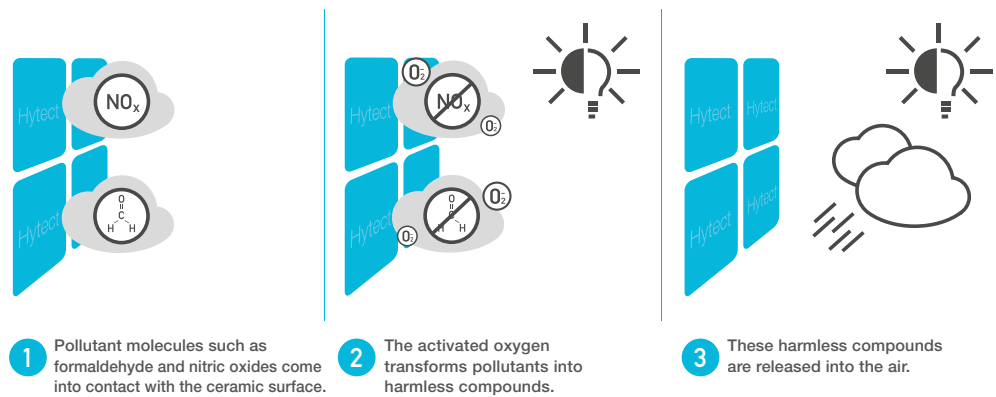 Hytect
NOx
O
C
H H
Hytect
Hytect
O₂⁻
NOx
O₂⁻
O₂⁻
O
C
H H
O₂⁻
Hytect
Hytect
Hytect
Hytect
Hytect
1
Pollutant molecules such as
formaldehyde and nitric oxides come
into contact with the ceramic surface.
2
The activated oxygen
transforms pollutants into
harmless compounds.
3
These harmless compounds
are released into the air.